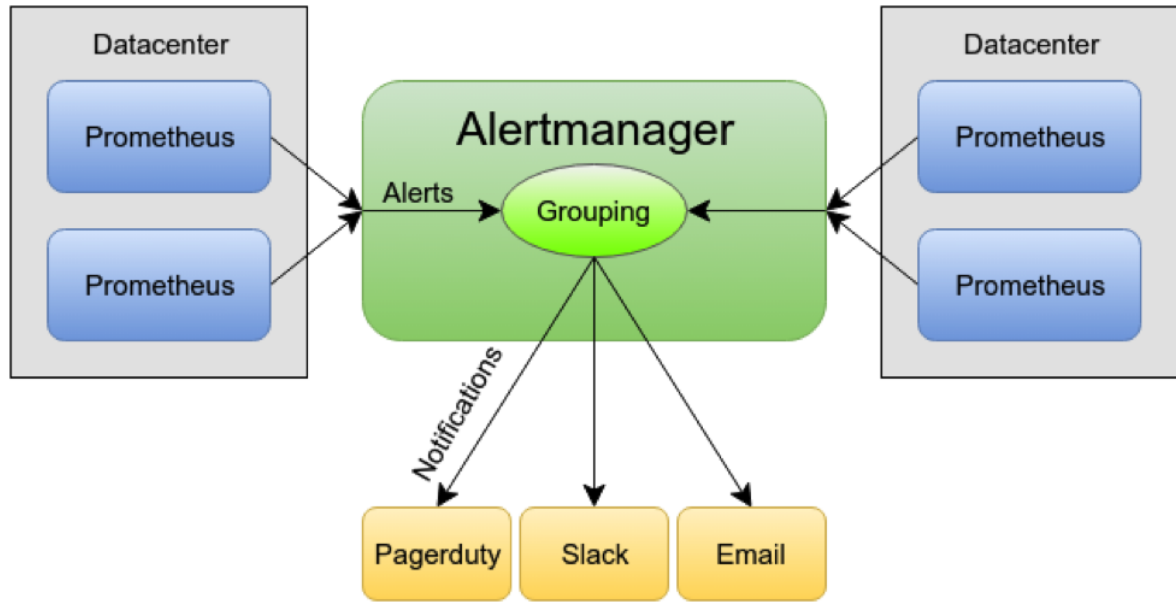 Datacenter
Prometheus
Prometheus
Alertmanager
Alerts
Grouping
Datacenter
Prometheus
Prometheus
Notifications
Pagerduty
Slack
Email